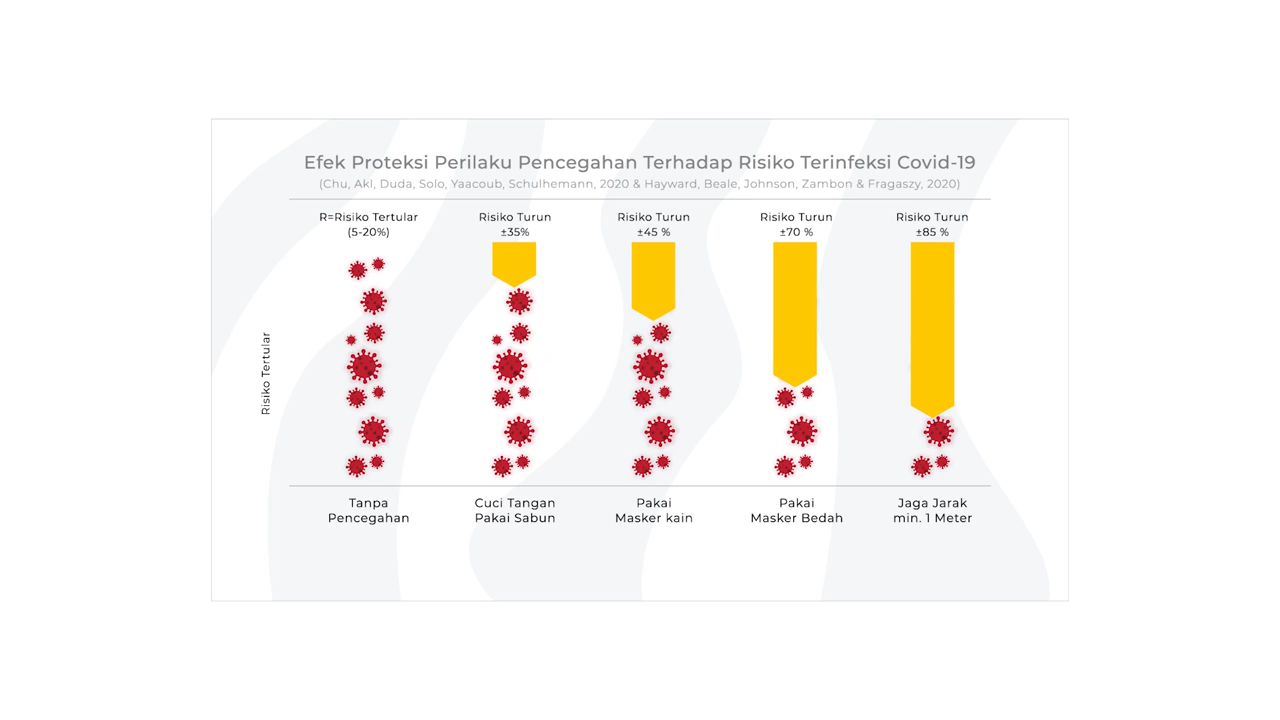 Efek Proteksi Perilaku Pencegahan Terhadap Risiko Terinfeksi Covid-19
(Chu, Akl, Duda, Solo, Yaacoub, Schulhemann, 2020 & Hayward, Beale, Johnson, Zambon & Fragaszy, 2020)
R=Risiko Tertular
(5-20%)
Risiko Turun
±35%
Risiko Turun
±45 %
Risiko Turun
±70 %
Risiko Turun
±85 %
Risiko Tertular
Tanpa
Pencegahan
Cuci Tangan
Pakai Sabun
Pakai
Masker kain
Pakai
Masker Bedah
Jaga Jarak
min. 1 Meter